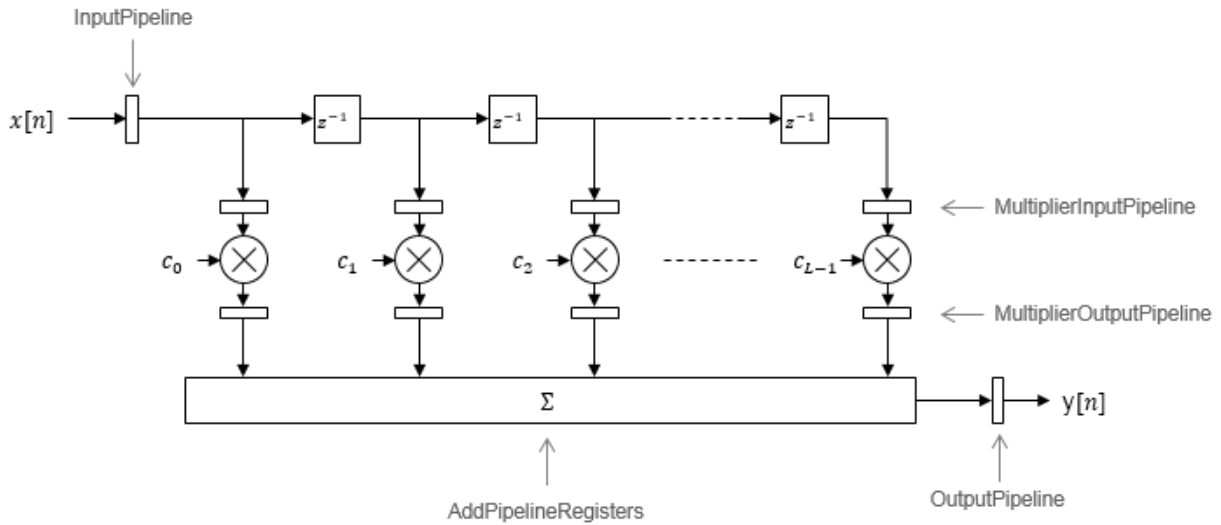 InputPipeline
x[n]
z⁻¹
z⁻¹
z⁻¹
MultiplierInputPipeline
c₀
c₁
c₂
c_{L−1}
MultiplierOutputPipeline
Σ
y[n]
AddPipelineRegisters
OutputPipeline